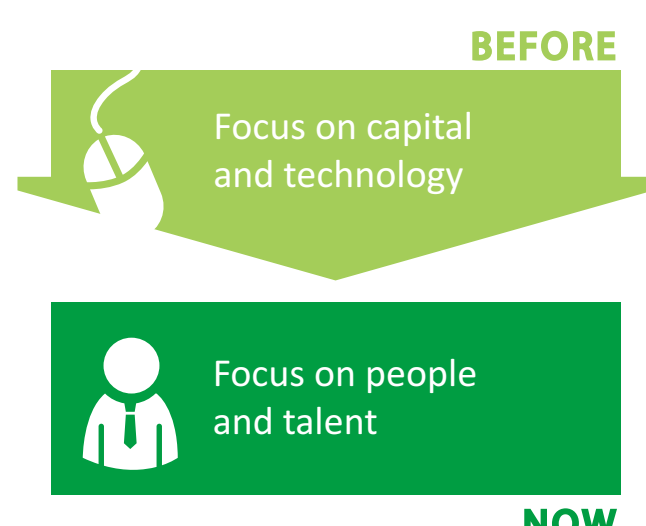 BEFORE
Focus on capital
and technology
Focus on people
and talent
NOW